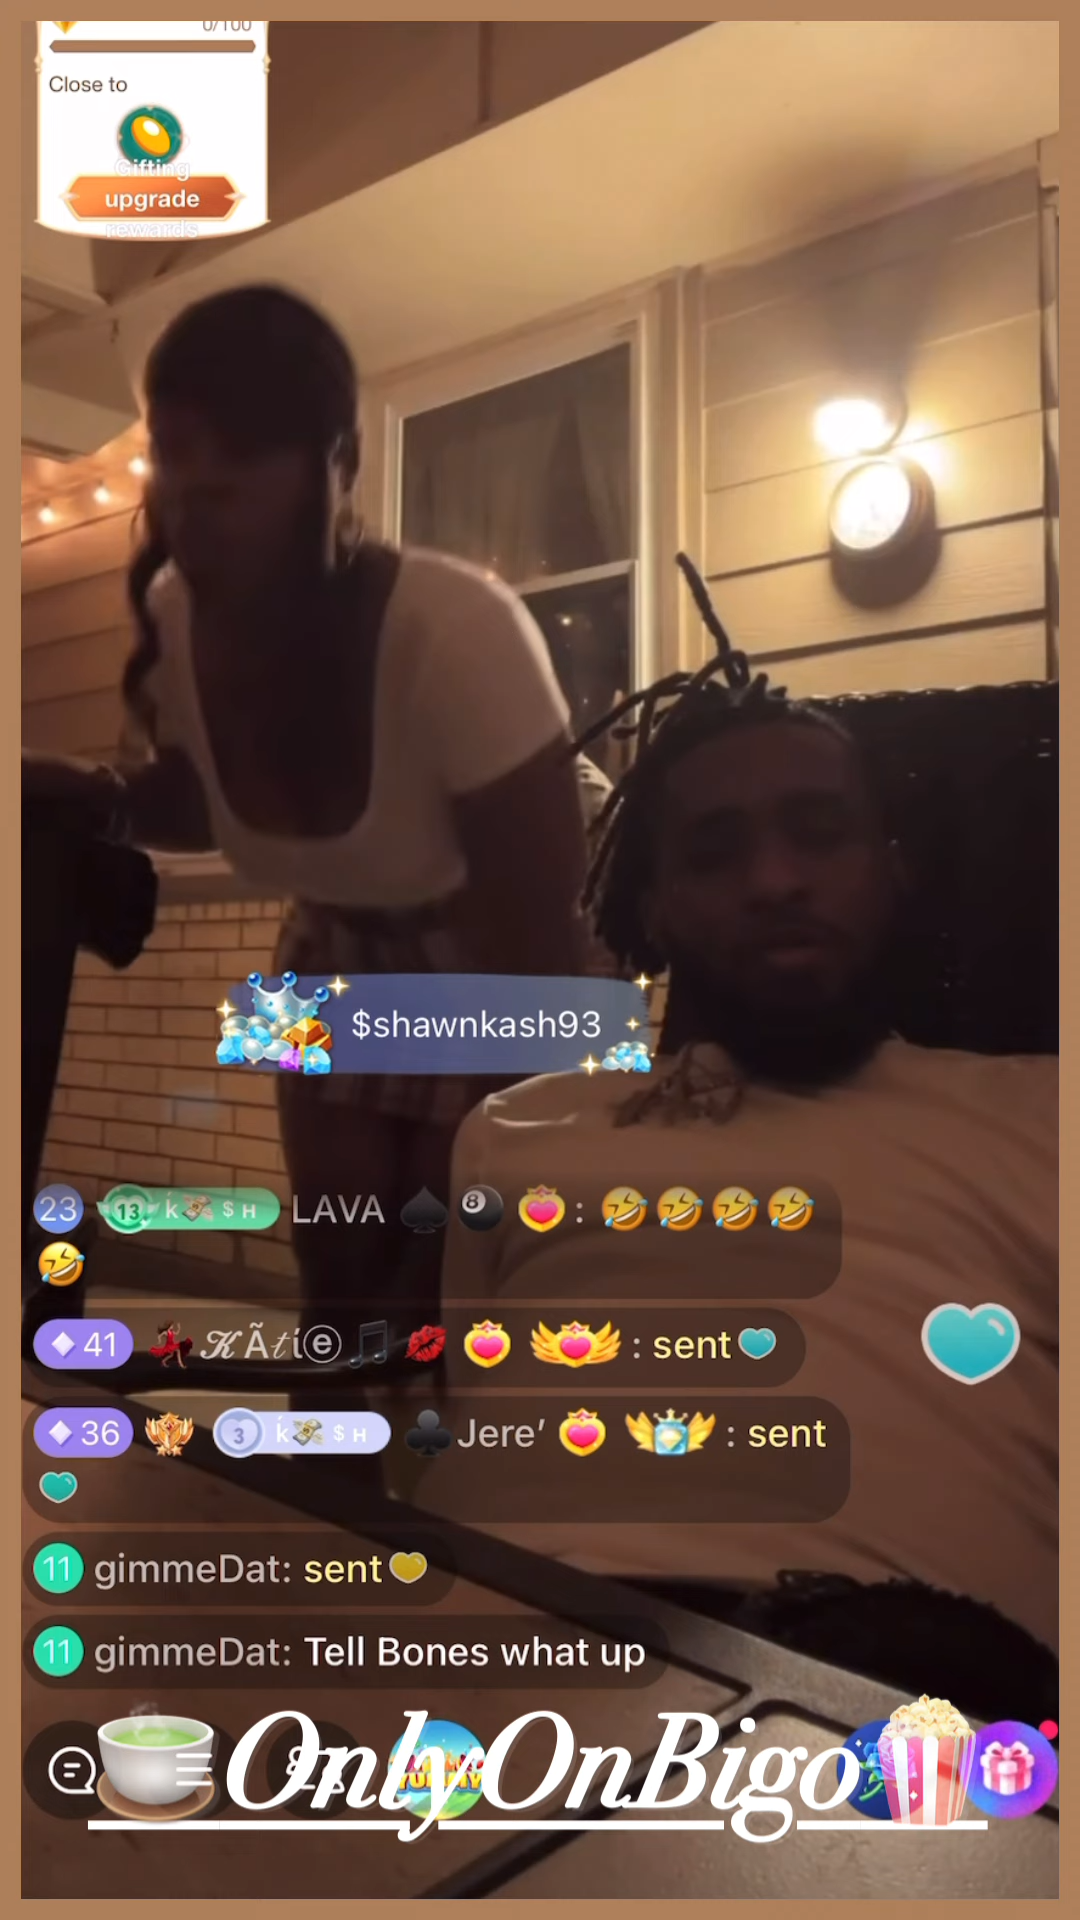 0/100
Close to
Gifting
upgrade
rewards
$shawnkash93
23 13 ḱ💸$H LAVA ♠️🎱💗: 🤣🤣🤣🤣
🤣
41 💃𝒦Ã𝓉íⓔ🎵💋💗💗: sent🩵
36 3 ḱ💸$H ♣️Jere′💗: sent
🩵
11 gimmeDat: sent💛
11 gimmeDat: Tell Bones what up
🍵OnlyOnBigo🍿